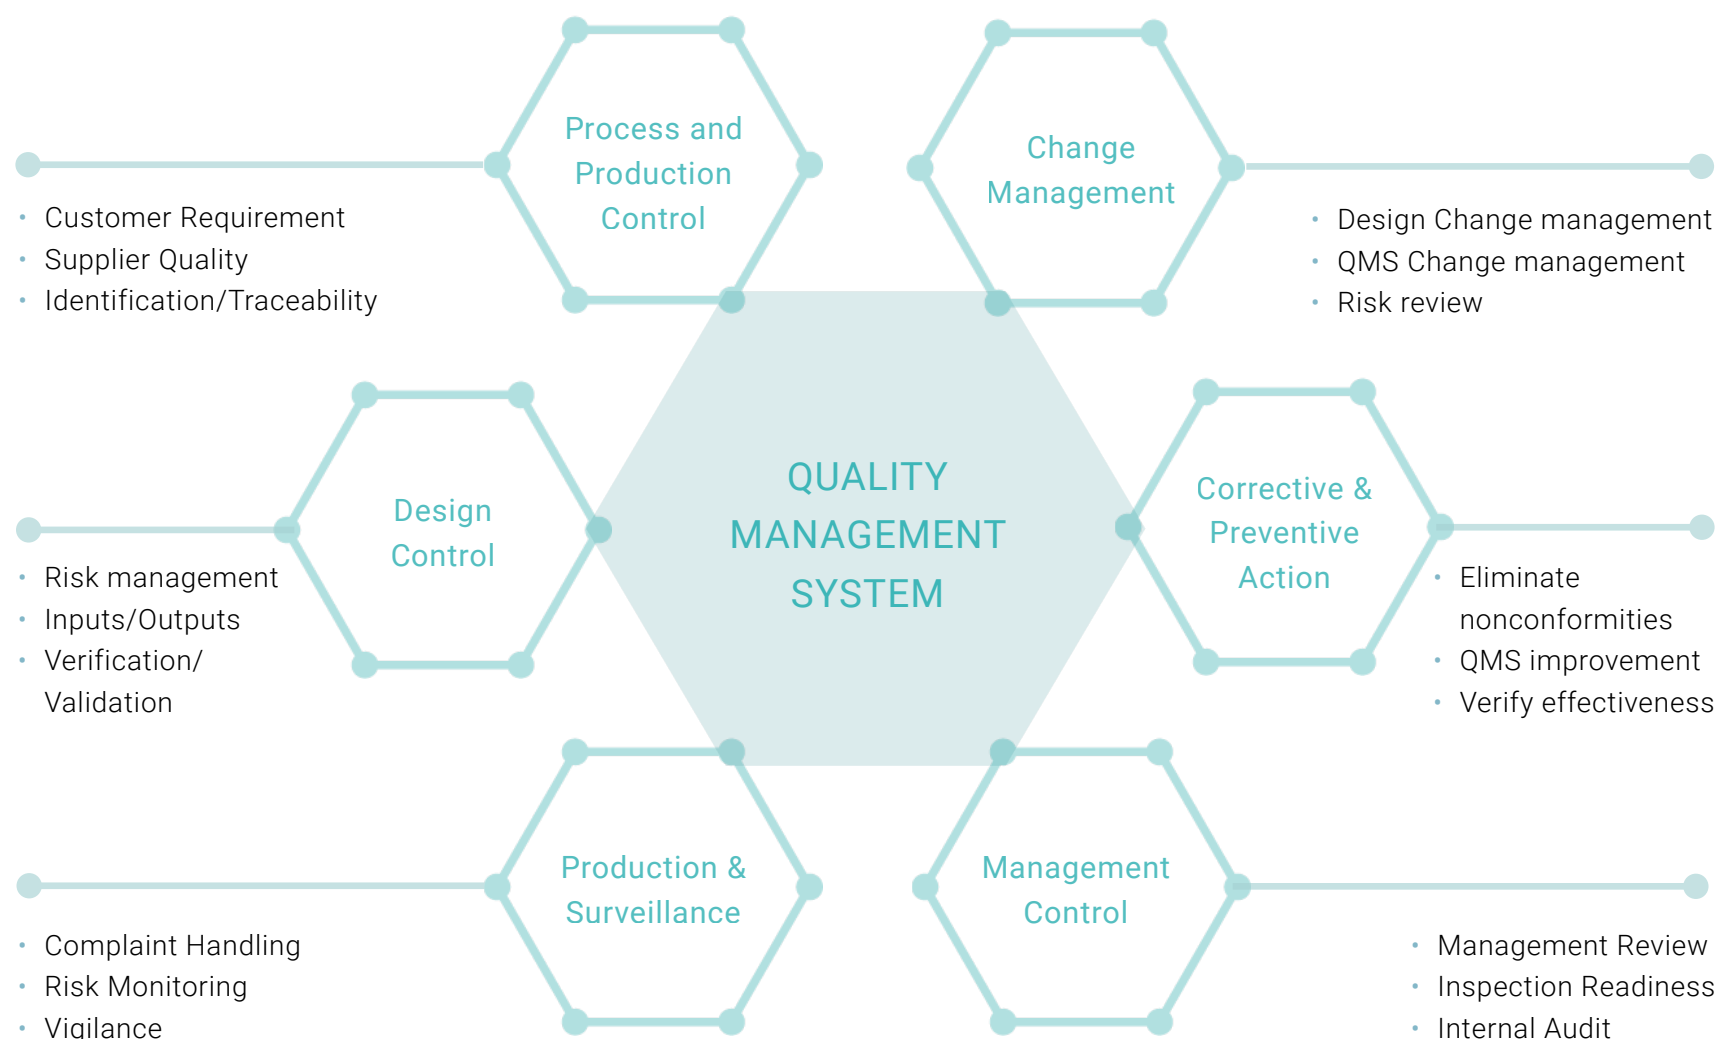 Process and
Production
Control
• Customer Requirement
• Supplier Quality
• Identification/Traceability
Change
Management
• Design Change management
• QMS Change management
• Risk review
QUALITY
MANAGEMENT
SYSTEM
Design
Control
• Risk management
• Inputs/Outputs
• Verification/
Validation
Corrective &
Preventive
Action
• Eliminate
nonconformities
• QMS improvement
• Verify effectiveness
Production &
Surveillance
• Complaint Handling
• Risk Monitoring
• Vigilance
Management
Control
• Management Review
• Inspection Readiness
• Internal Audit